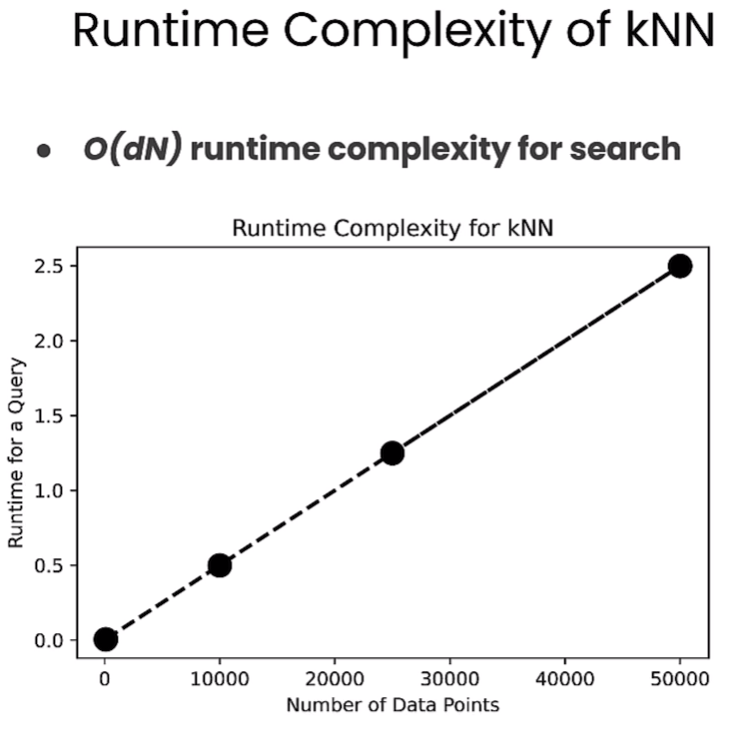 Runtime Complexity of kNN
• O(dN) runtime complexity for search
Runtime Complexity for kNN
2.5
2.0
1.5
1.0
0.5
0.0
Runtime for a Query
0 10000 20000 30000 40000 50000
Number of Data Points